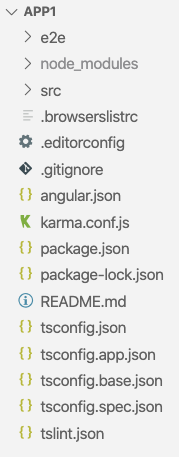 APP1
e2e
node_modules
src
.browserslistrc
.editorconfig
.gitignore
angular.json
karma.conf.js
package.json
package-lock.json
README.md
tsconfig.json
tsconfig.app.json
tsconfig.base.json
tsconfig.spec.json
tslint.json